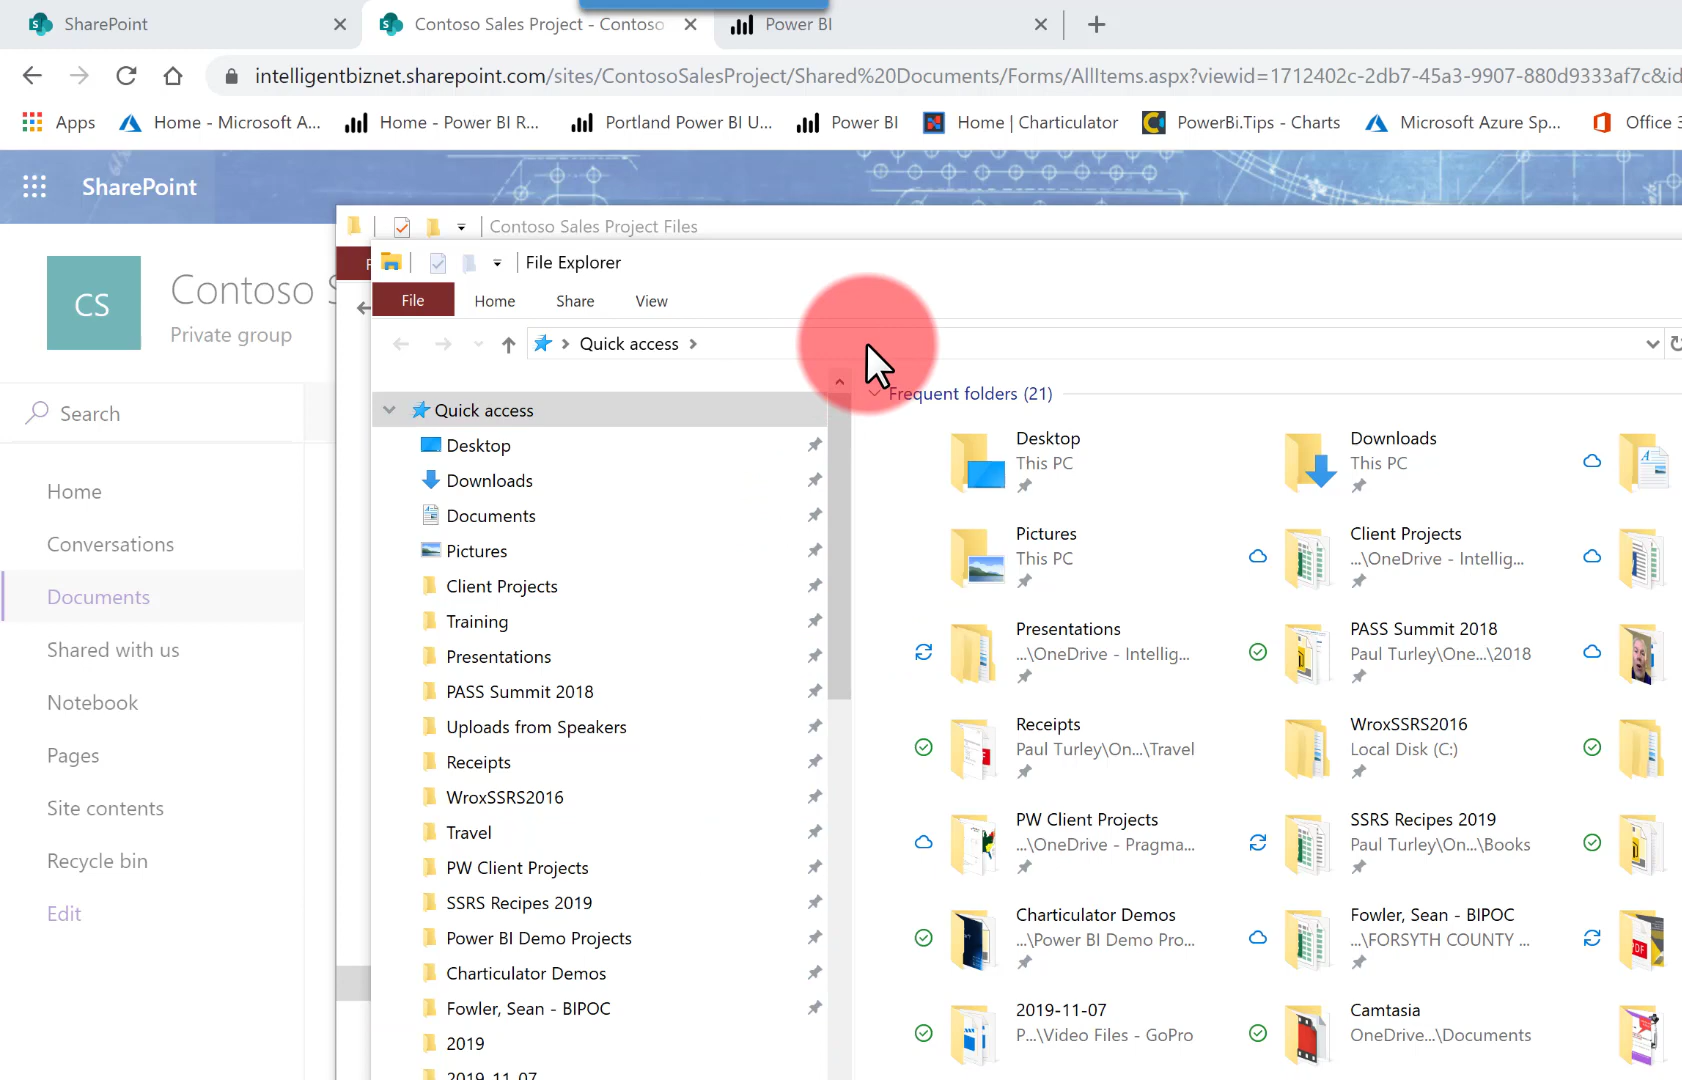 SharePoint
Contoso Sales Project - Contoso
Power BI
intelligentbiznet.sharepoint.com/sites/ContosoSalesProject/Shared%20Documents/Forms/AllItems.aspx?viewid=1712402c-2db7-45a3-9907-880d9333af7c&id
Apps
Home - Microsoft A...
Home - Power BI R...
Portland Power BI U...
Power BI
Home | Charticulator
PowerBi.Tips - Charts
Microsoft Azure Sp...
Office 3
SharePoint
CS
Contoso S
Private group
Search
Home
Conversations
Documents
Shared with us
Notebook
Pages
Site contents
Recycle bin
Edit
Contoso Sales Project Files
File Explorer
File
Home
Share
View
Quick access
Quick access
Desktop
Downloads
Documents
Pictures
Client Projects
Training
Presentations
PASS Summit 2018
Uploads from Speakers
Receipts
WroxSSRS2016
Travel
PW Client Projects
SSRS Recipes 2019
Power BI Demo Projects
Charticulator Demos
Fowler, Sean - BIPOC
2019
2019-11-07
Frequent folders (21)
Desktop
This PC
Downloads
This PC
Pictures
This PC
Client Projects
...\OneDrive - Intellig...
Presentations
...\OneDrive - Intellig...
PASS Summit 2018
Paul Turley\One...\2018
Receipts
Paul Turley\On...\Travel
WroxSSRS2016
Local Disk (C:)
PW Client Projects
...\OneDrive - Pragma...
SSRS Recipes 2019
Paul Turley\On...\Books
Charticulator Demos
...\Power BI Demo Pro...
Fowler, Sean - BIPOC
...\FORSYTH COUNTY ...
2019-11-07
P...\Video Files - GoPro
Camtasia
OneDrive...\Documents
PDF